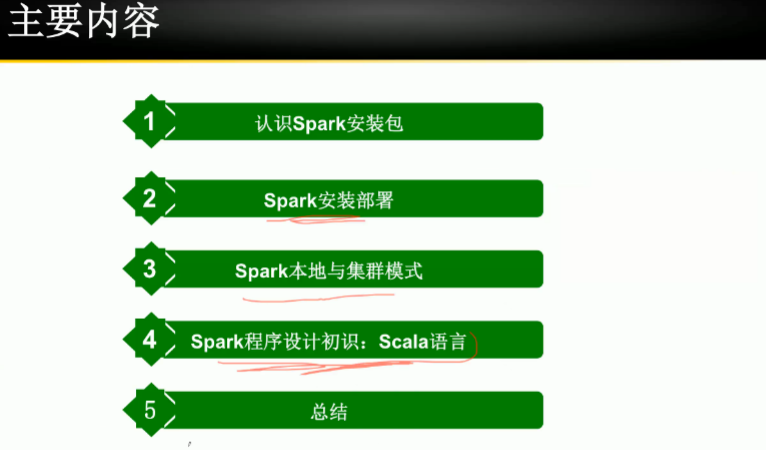 主要内容
1 认识Spark安装包
2 Spark安装部署
3 Spark本地与集群模式
4 Spark程序设计初识：Scala语言
5 总结